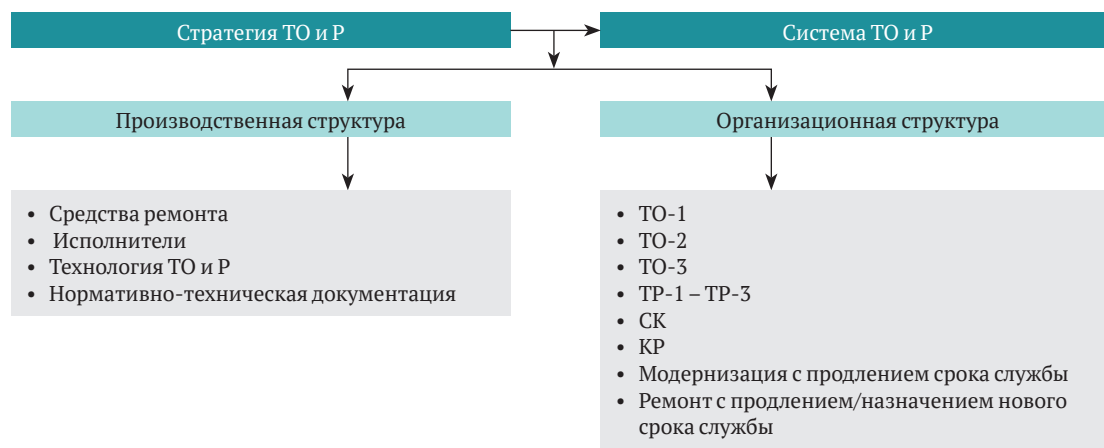 Стратегия ТО и Р
Система ТО и Р
Производственная структура
Организационная структура
• Средства ремонта
• Исполнители
• Технология ТО и Р
• Нормативно-техническая документация
• ТО-1
• ТО-2
• ТО-3
• ТР-1 – ТР-3
• СК
• КР
• Модернизация с продлением срока службы
• Ремонт с продлением/назначением нового
срока службы